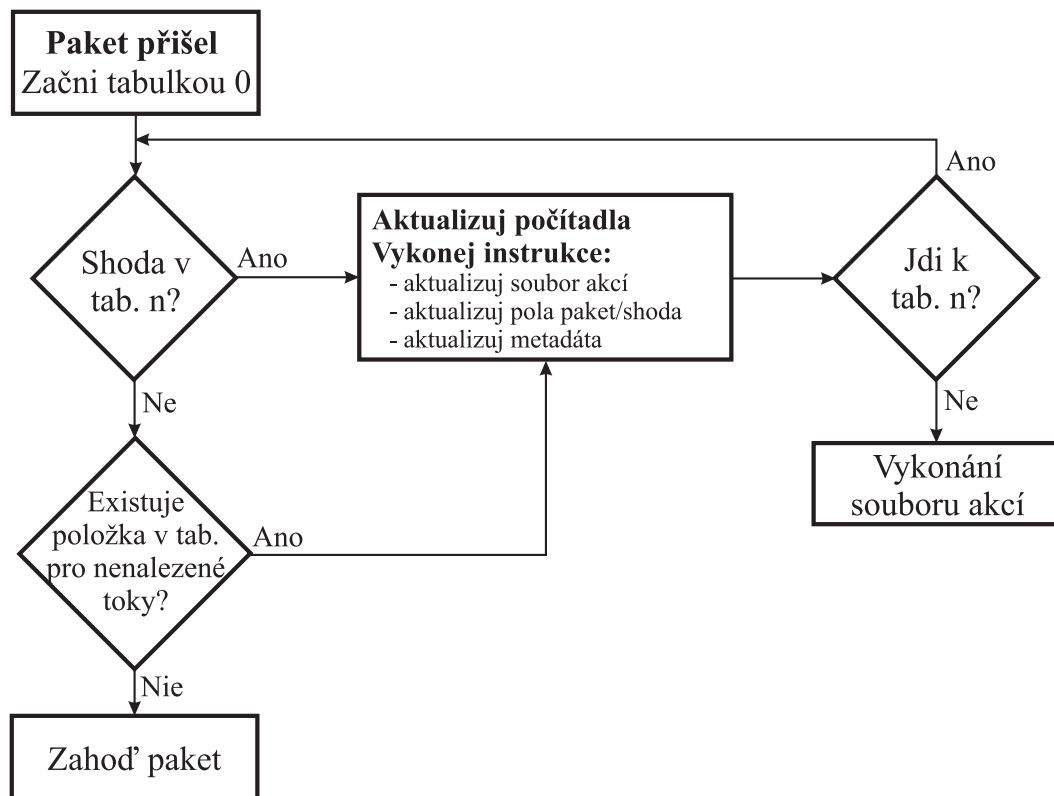 Paket přišel
Začni tabulkou 0
Ano
Shoda v
tab. n?
Ano
Aktualizuj počítadla
Vykonej instrukce:
- aktualizuj soubor akcí
- aktualizuj pola paket/shoda
- aktualizuj metadáta
Jdi k
tab. n?
Ne
Ne
Existuje
položka v tab.
pro nenalezené
toky?
Ano
Vykonání
souboru akcí
Nie
Zahoď paket